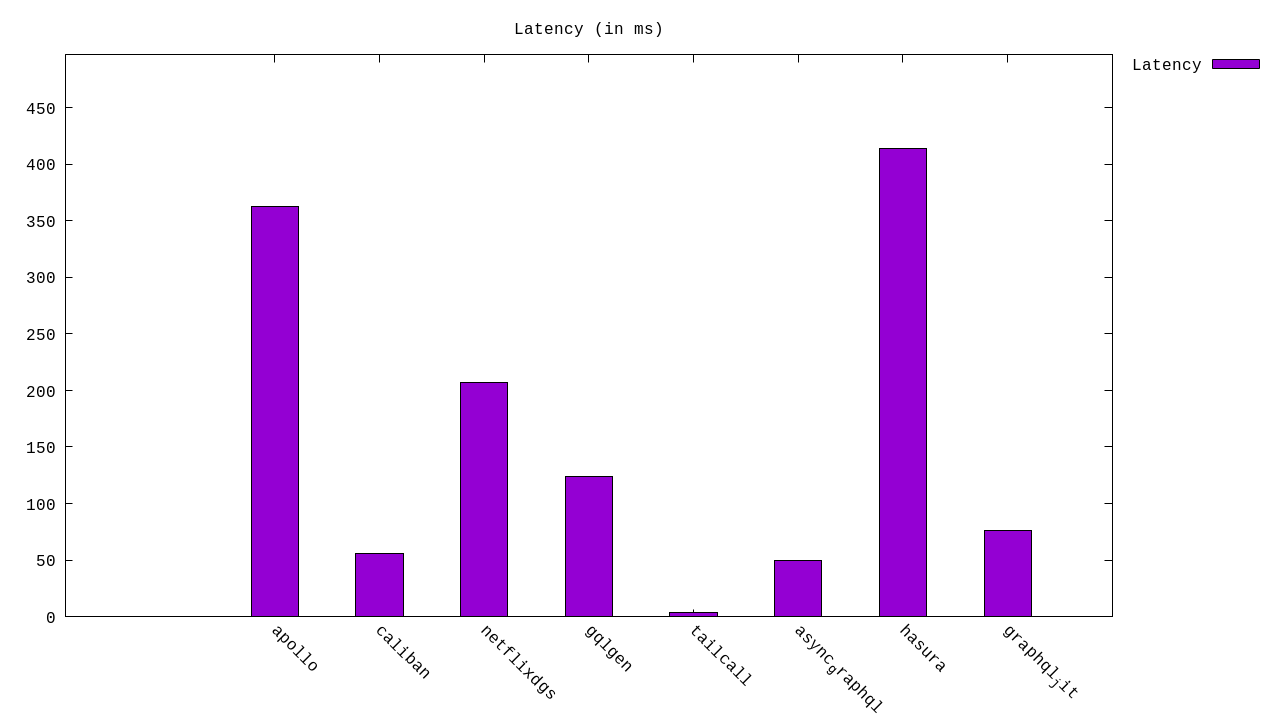 Latency (in ms)
Latency
450
400
350
300
250
200
150
100
50
0
apollo
caliban
netflixdgs
gqlgen
tailcall
async_graphql
hasura
graphql_jit